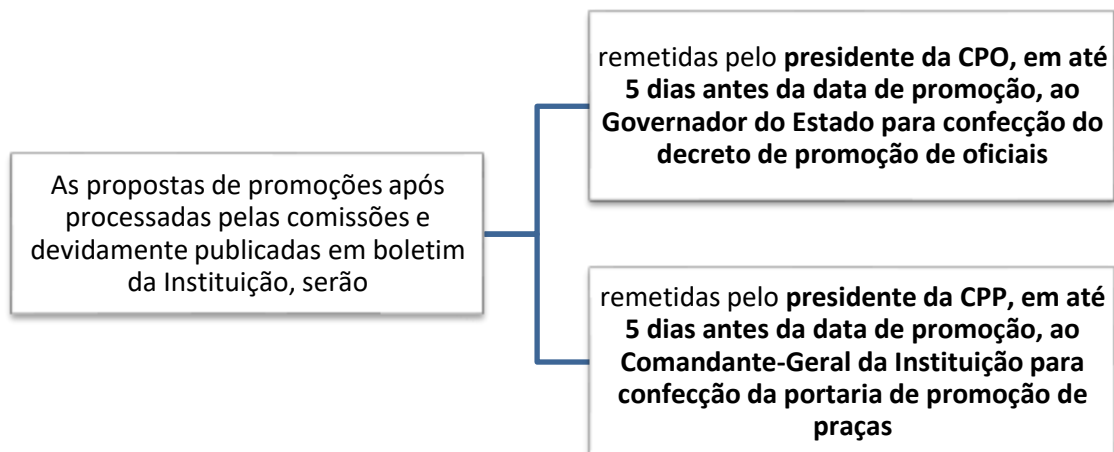 As propostas de promoções após
processadas pelas comissões e
devidamente publicadas em boletim
da Instituição, serão
remetidas pelo presidente da CPO, em até
5 dias antes da data de promoção, ao
Governador do Estado para confecção do
decreto de promoção de oficiais
remetidas pelo presidente da CPP, em até
5 dias antes da data de promoção, ao
Comandante-Geral da Instituição para
confecção da portaria de promoção de
praças